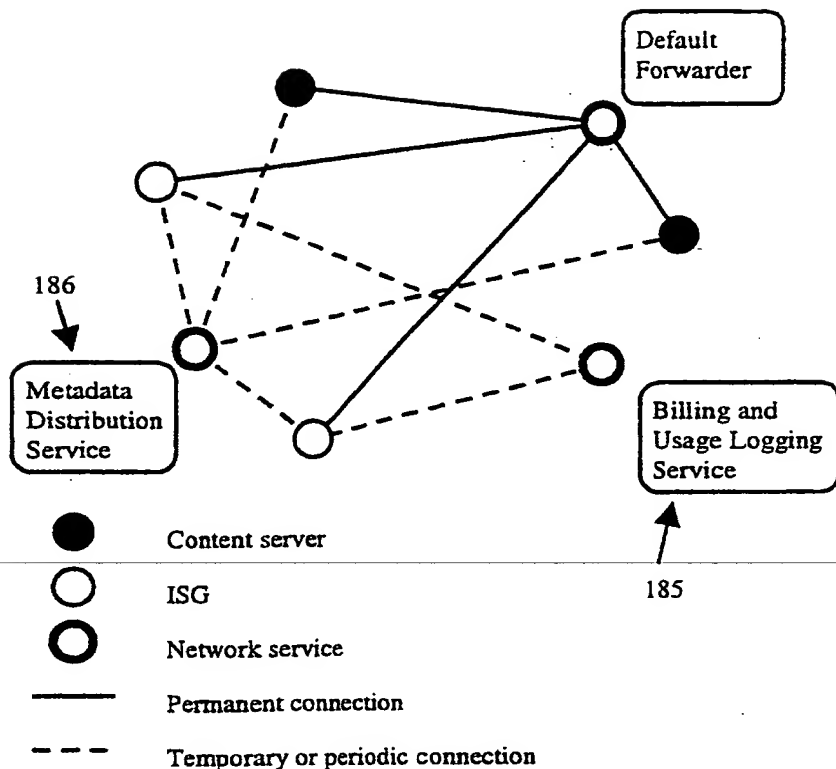 Default
Forwarder
186
Metadada
Distribution
Service
Billing and
Usage Logging
Service
185
Content server
ISG
Network service
Permanent connection
Temporary or periodic connection